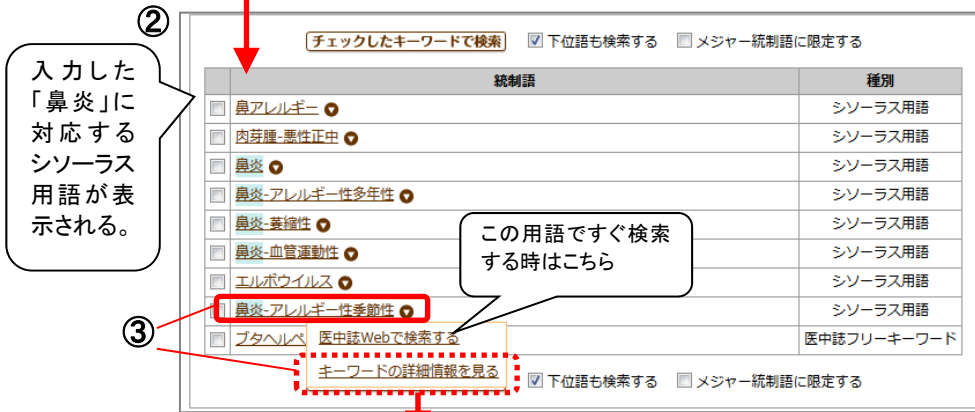 ②
チェックしたキーワードで検索 下位語も検索する メジャー統制語に限定する
入力した
「鼻炎」に
対応する
シソーラス
用語が表
示される。
統制語 種別
鼻アレルギー シソーラス用語
肉芽腫-悪性正中 シソーラス用語
鼻炎 シソーラス用語
鼻炎-アレルギー性多年性 シソーラス用語
鼻炎-萎縮性 シソーラス用語
鼻炎-血管運動性 シソーラス用語
エルボウイルス シソーラス用語
鼻炎-アレルギー性季節性 シソーラス用語
ブタヘルペ 医中誌フリーキーワード
この用語ですぐ検索
する時はこちら
③
医中誌Webで検索する
キーワードの詳細情報を見る
下位語も検索する メジャー統制語に限定する